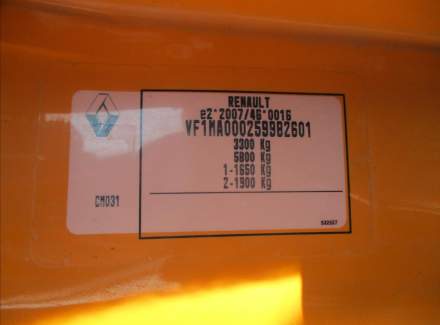 RENAULT
e2*2007/46*0016
VF1MA000259982601
3300 Kg
5800 Kg
1-1650 Kg
2-1900 Kg
CM031